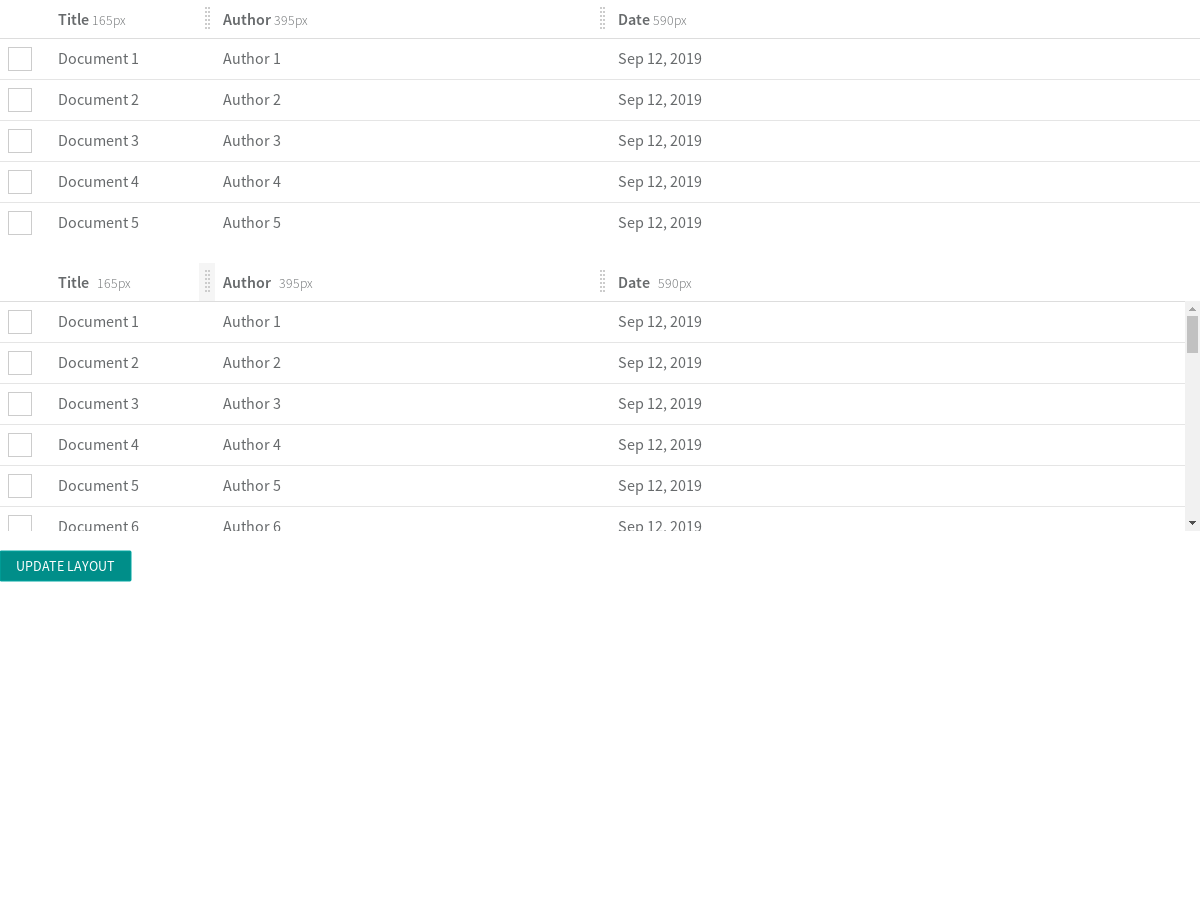 Title 165px Author 395px Date 590px
Document 1 Author 1 Sep 12, 2019
Document 2 Author 2 Sep 12, 2019
Document 3 Author 3 Sep 12, 2019
Document 4 Author 4 Sep 12, 2019
Document 5 Author 5 Sep 12, 2019
Title 165px Author 395px Date 590px
Document 1 Author 1 Sep 12, 2019
Document 2 Author 2 Sep 12, 2019
Document 3 Author 3 Sep 12, 2019
Document 4 Author 4 Sep 12, 2019
Document 5 Author 5 Sep 12, 2019
Document 6 Author 6 Sep 12, 2019
UPDATE LAYOUT